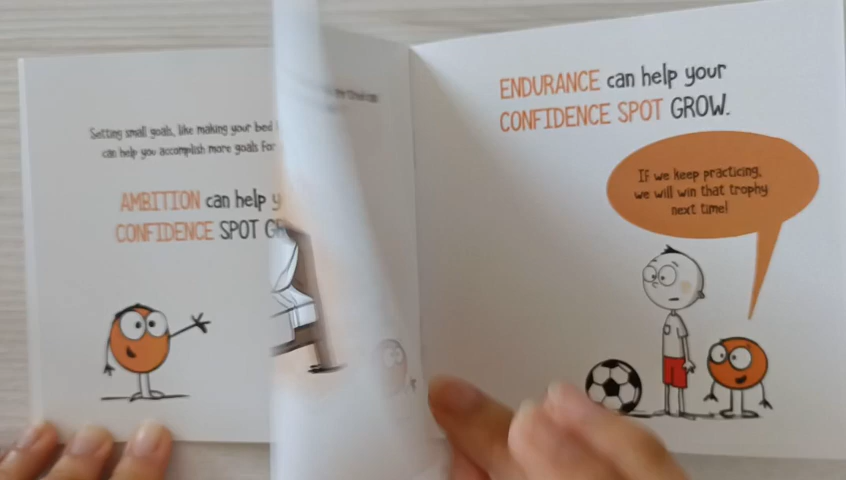 Setting small goals, like making your bed
can help you accomplish more goals for
AMBITION can help y
CONFIDENCE SPOT G
ENDURANCE can help your
CONFIDENCE SPOT GROW.
If we keep practicing,
we will win that trophy
next time!